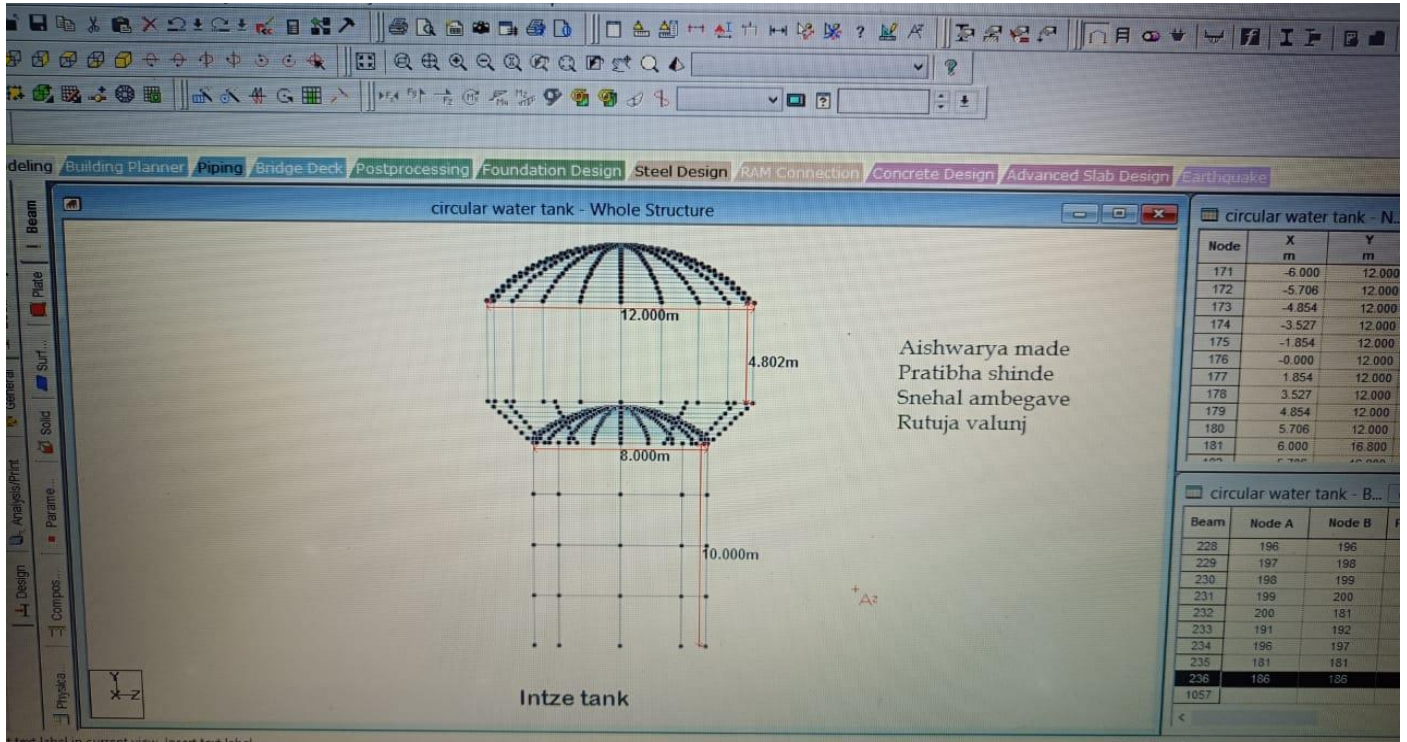 deling Building Planner Piping Bridge Deck Postprocessing Foundation Design Steel Design RAM Connection Concrete Design Advanced Slab Design Earthquake
circular water tank - Whole Structure
12.000m
4.802m
8.000m
10.000m
Aishwarya made
Pratibha shinde
Snehal ambegave
Rutuja valunj
Intze tank
Y
X Z
Beam
Plate
Surf...
Solid
Parame...
Compos...
Physica...
General
Analysis/Print
Design
circular water tank - N...
Node X m Y m
171 -6.000 12.000
172 -5.706 12.000
173 -4.854 12.000
174 -3.527 12.000
175 -1.854 12.000
176 -0.000 12.000
177 1.854 12.000
178 3.527 12.000
179 4.854 12.000
180 5.706 12.000
181 6.000 16.800
circular water tank - B...
Beam Node A Node B
228 196 196
229 197 198
230 198 199
231 199 200
232 200 181
233 191 192
234 196 197
235 181 181
236 186 186
1057